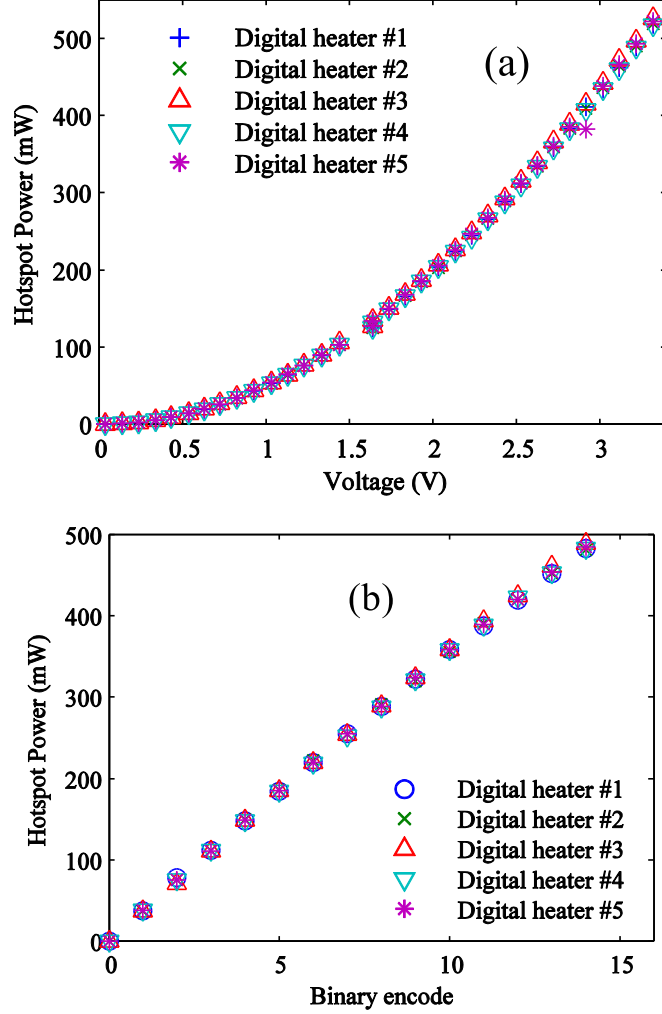 500
400
300
200
100
0
Hotspot Power (mW)
Digital heater #1
Digital heater #2
Digital heater #3
Digital heater #4
Digital heater #5
(a)
0 0.5 1 1.5 2 2.5 3
Voltage (V)
500
400
300
200
100
0
Hotspot Power (mW)
(b)
Digital heater #1
Digital heater #2
Digital heater #3
Digital heater #4
Digital heater #5
0 5 10 15
Binary encode